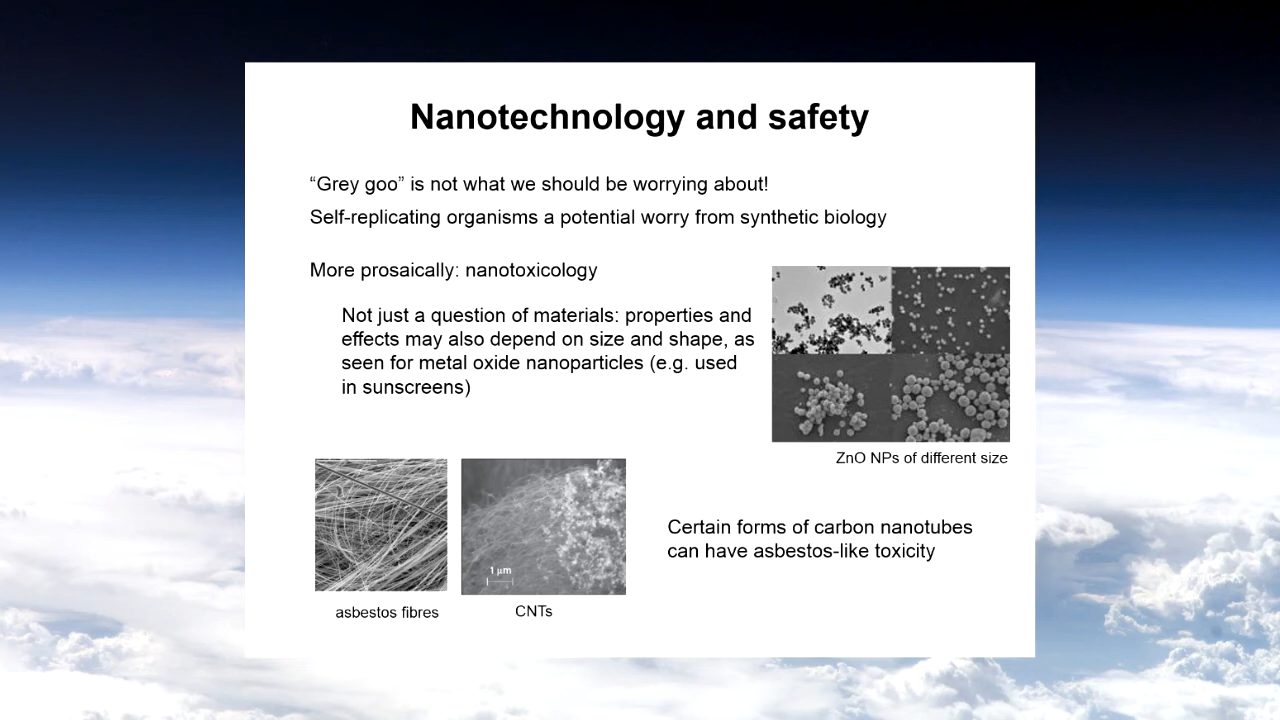 Nanotechnology and safety
“Grey goo” is not what we should be worrying about!
Self-replicating organisms a potential worry from synthetic biology
More prosaically: nanotoxicology
Not just a question of materials: properties and
effects may also depend on size and shape, as
seen for metal oxide nanoparticles (e.g. used
in sunscreens)
ZnO NPs of different size
1 μm
Certain forms of carbon nanotubes
can have asbestos-like toxicity
asbestos fibres
CNTs